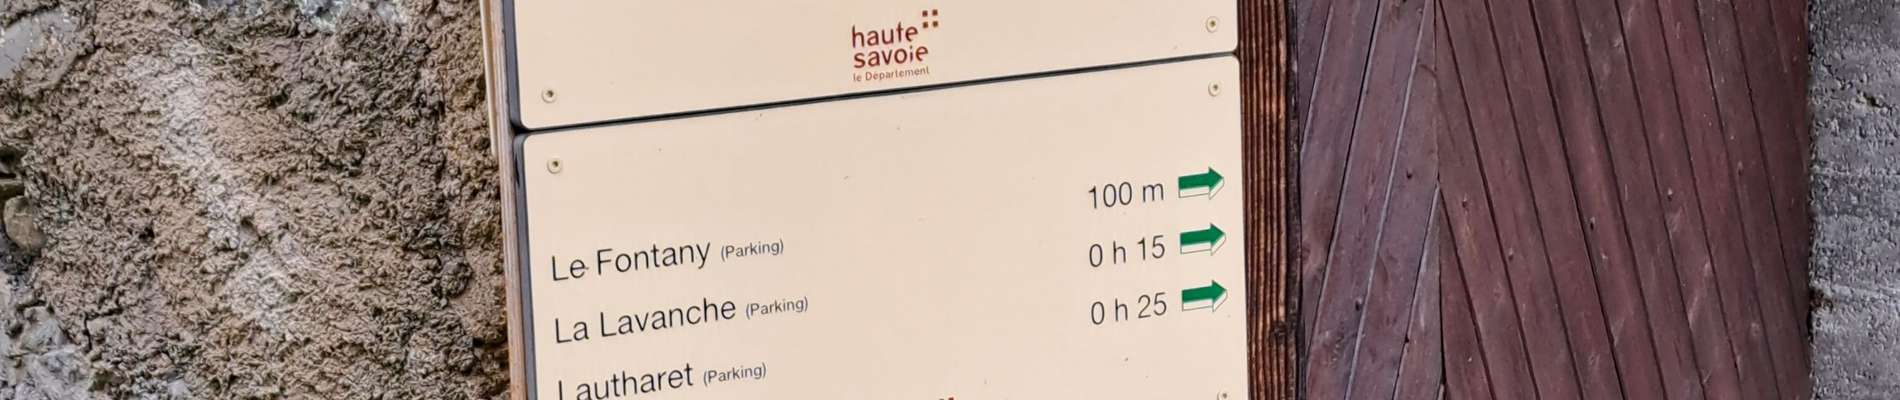 haute
savoie
le Département
Le Fontany (Parking) 100 m
La Lavanche (Parking) 0 h 15
Lautharet (Parking) 0 h 25